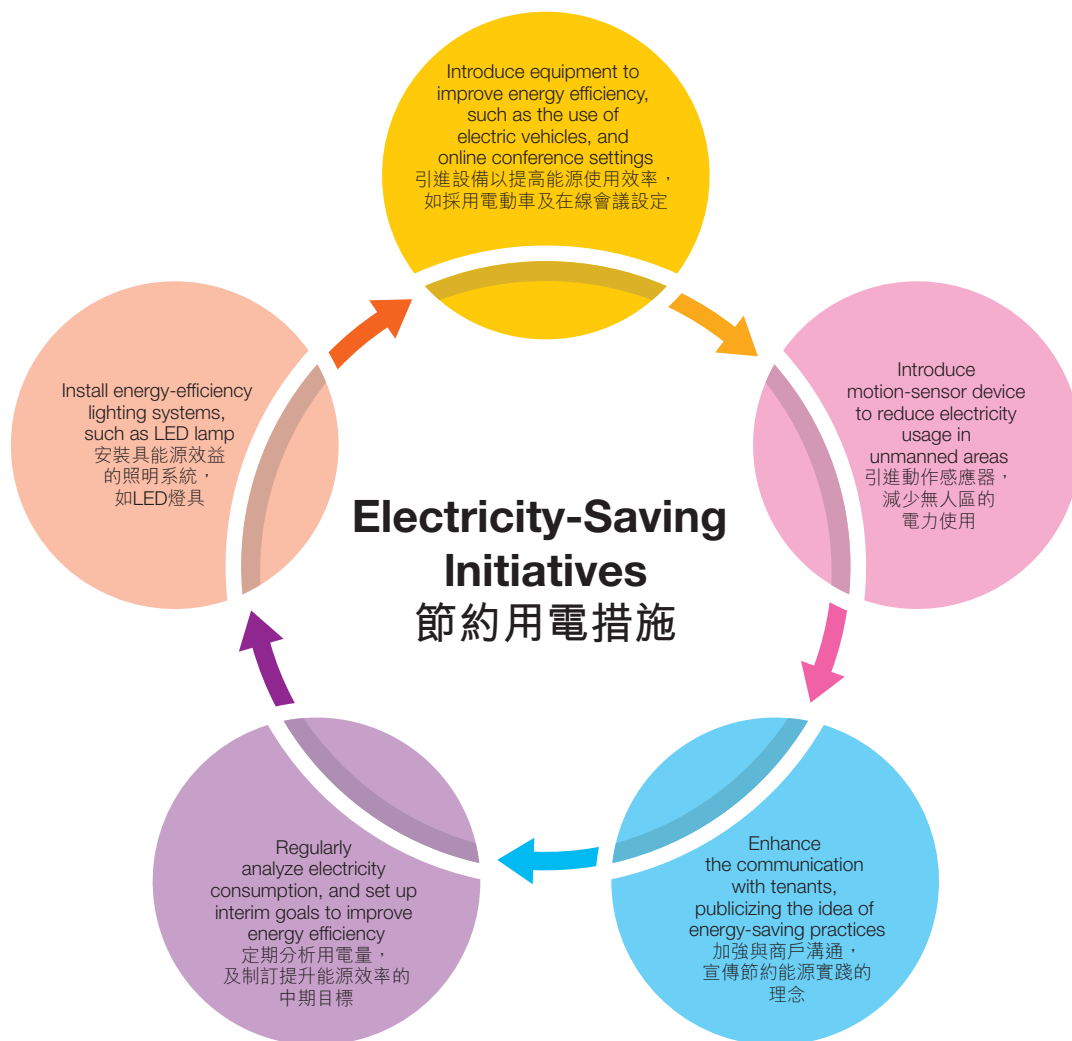 Introduce equipment to
improve energy efficiency,
such as the use of
electric vehicles, and
online conference settings
引進設備以提高能源使用效率，
如採用電動車及在線會議設定
Introduce
motion-sensor device
to reduce electricity
usage in
unmanned areas
引進動作感應器，
減少無人區的
電力使用
Enhance
the communication
with tenants,
publicizing the idea of
energy-saving practices
加強與商戶溝通，
宣傳節約能源實踐的
理念
Regularly
analyze electricity
consumption, and set up
interim goals to improve
energy efficiency
定期分析用電量，
及制訂提升能源效率的
中期目標
Install energy-efficiency
lighting systems,
such as LED lamp
安裝具能源效益
的照明系統，
如LED燈具
Electricity-Saving
Initiatives
節約用電措施